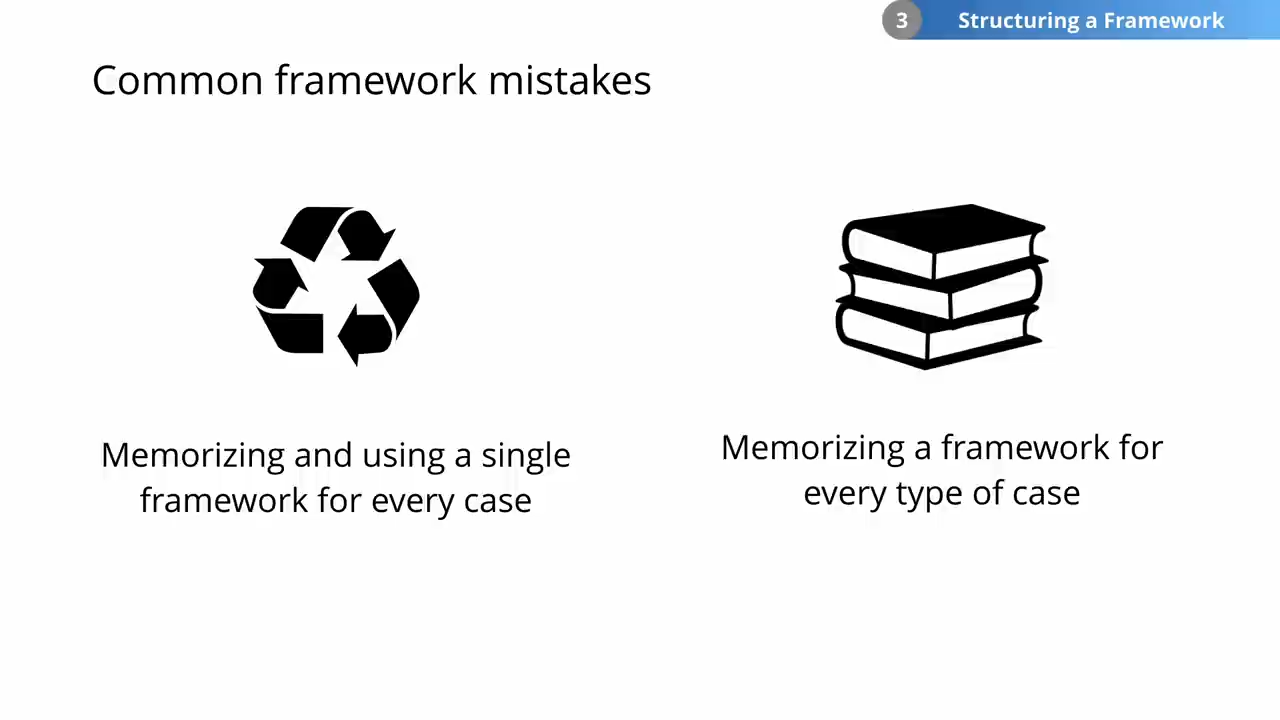 3 Structuring a Framework
Common framework mistakes
Memorizing and using a single
framework for every case
Memorizing a framework for
every type of case